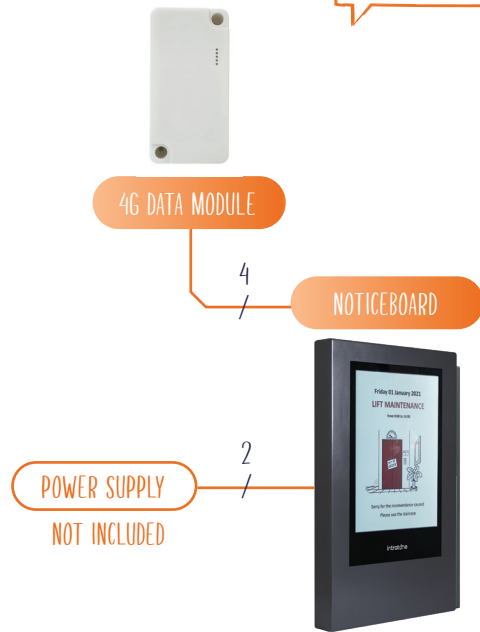 4G DATA MODULE
4
NOTICEBOARD
Friday 01 January 2021
LIFT MAINTENANCE
Sorry for the inconvenience caused
Please use the staircase
intratone
2
POWER SUPPLY
NOT INCLUDED